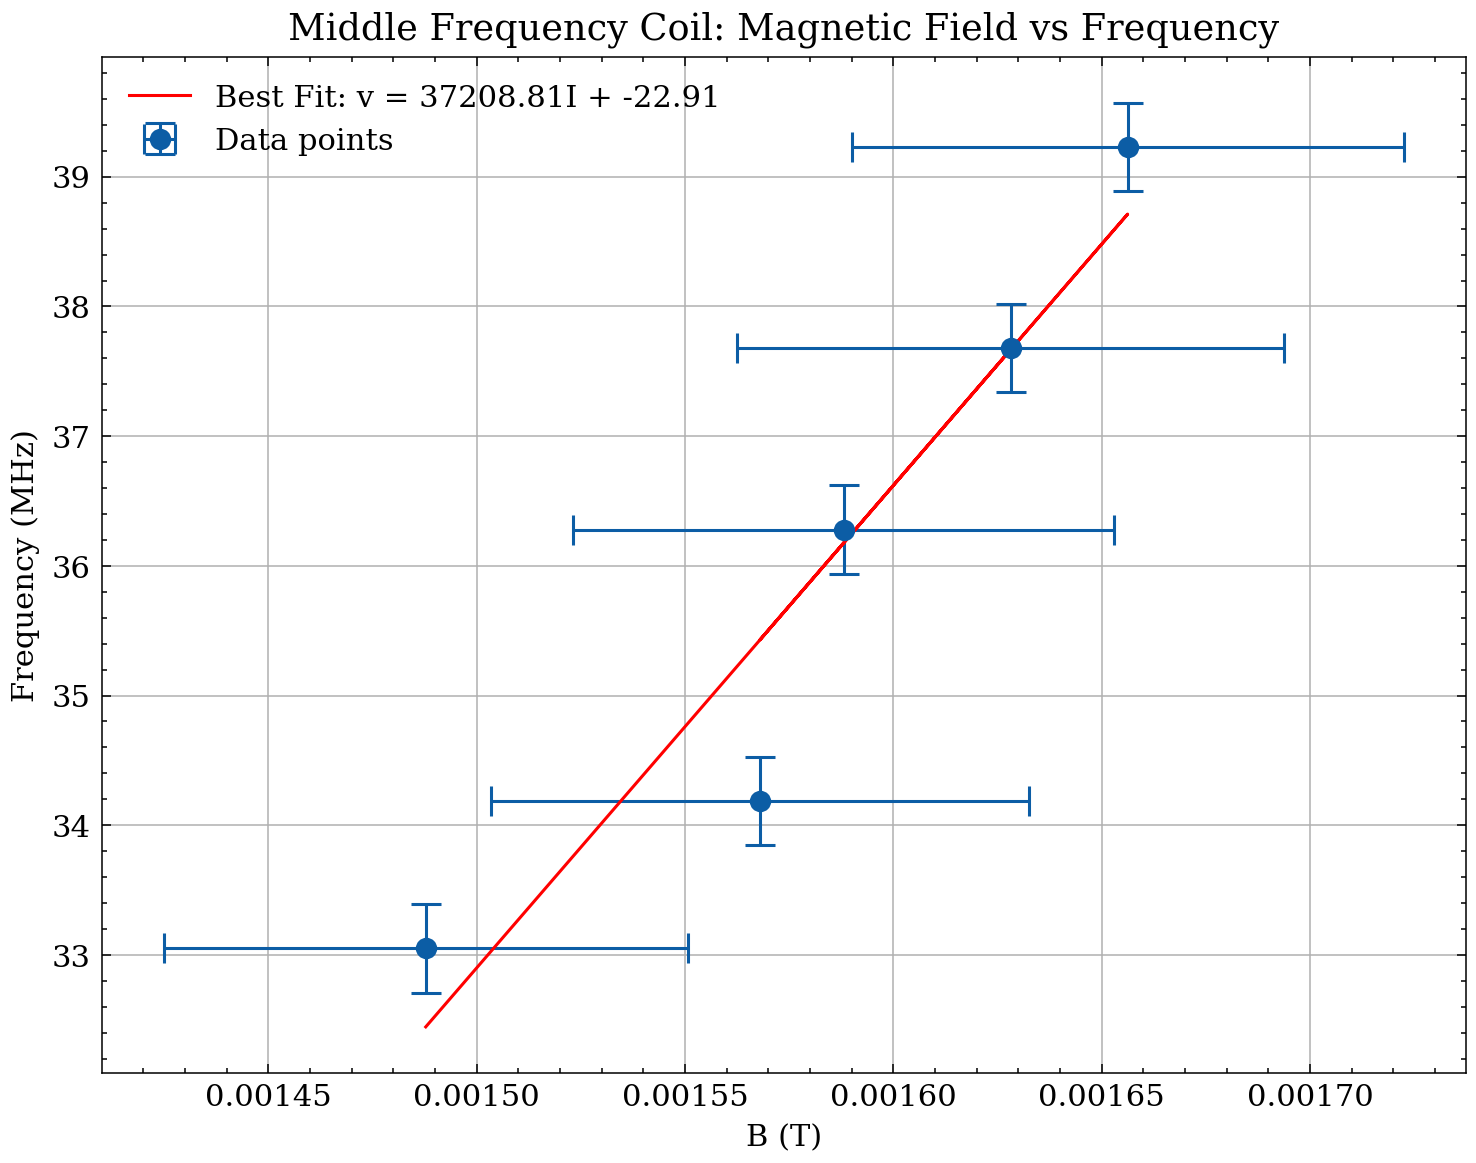 Middle Frequency Coil: Magnetic Field vs Frequency
Best Fit: v = 37208.81I + -22.91
Data points
Frequency (MHz)
39
38
37
36
35
34
33
0.00145 0.00150 0.00155 0.00160 0.00165 0.00170
B (T)